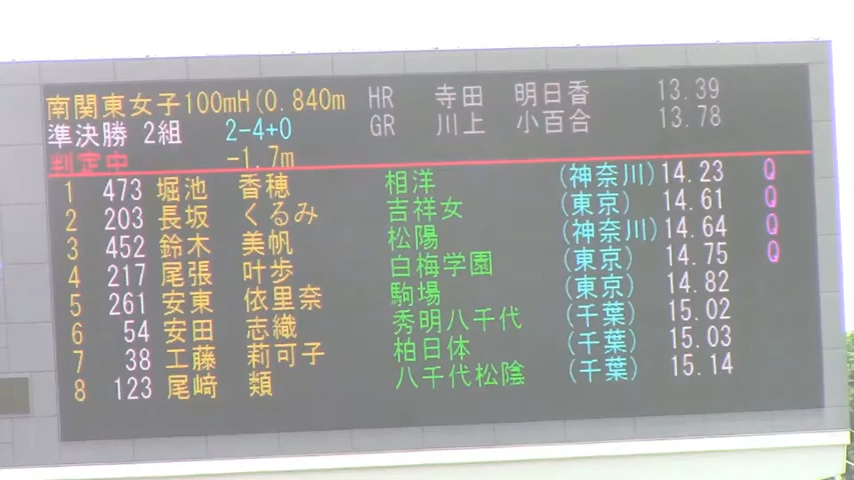 南関東女子100mH(0.840m HR 寺田 明日香 13.39
準決勝 2組 2-4+0 GR 川上 小百合 13.78
判定中 -1.7m
1 473 堀池 香穂 相洋 (神奈川) 14.23 Q
2 203 長坂 くるみ 吉祥女 (東京) 14.61 Q
3 452 鈴木 美帆 松陽 (神奈川) 14.64 Q
4 217 尾張 叶歩 白梅学園 (東京) 14.75 Q
5 261 安東 依里奈 駒場 (東京) 14.82
6 54 安田 志織 秀明八千代 (千葉) 15.02
7 38 工藤 莉可子 柏日体 (千葉) 15.03
8 123 尾﨑 類 八千代松陰 (千葉) 15.14